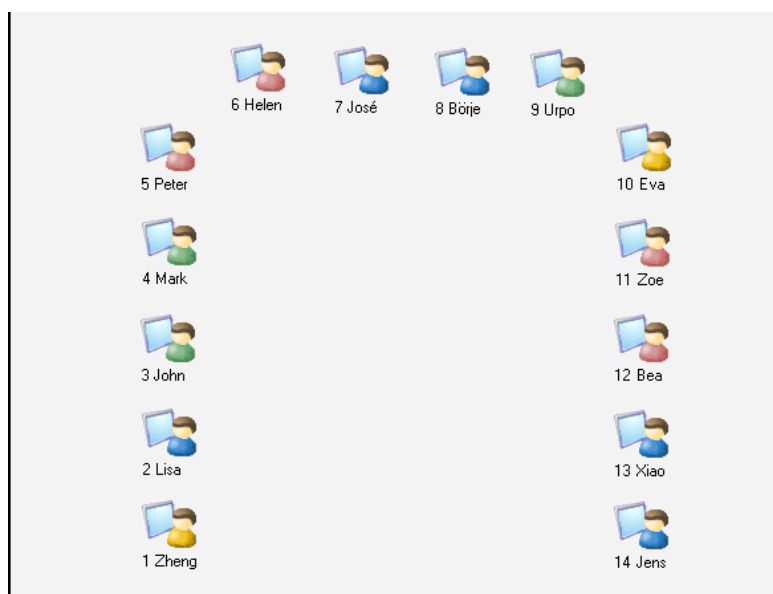 6 Helen
7 José
8 Börje
9 Urpo
5 Peter
10 Eva
4 Mark
11 Zoe
3 John
12 Bea
2 Lisa
13 Xiao
1 Zheng
14 Jens